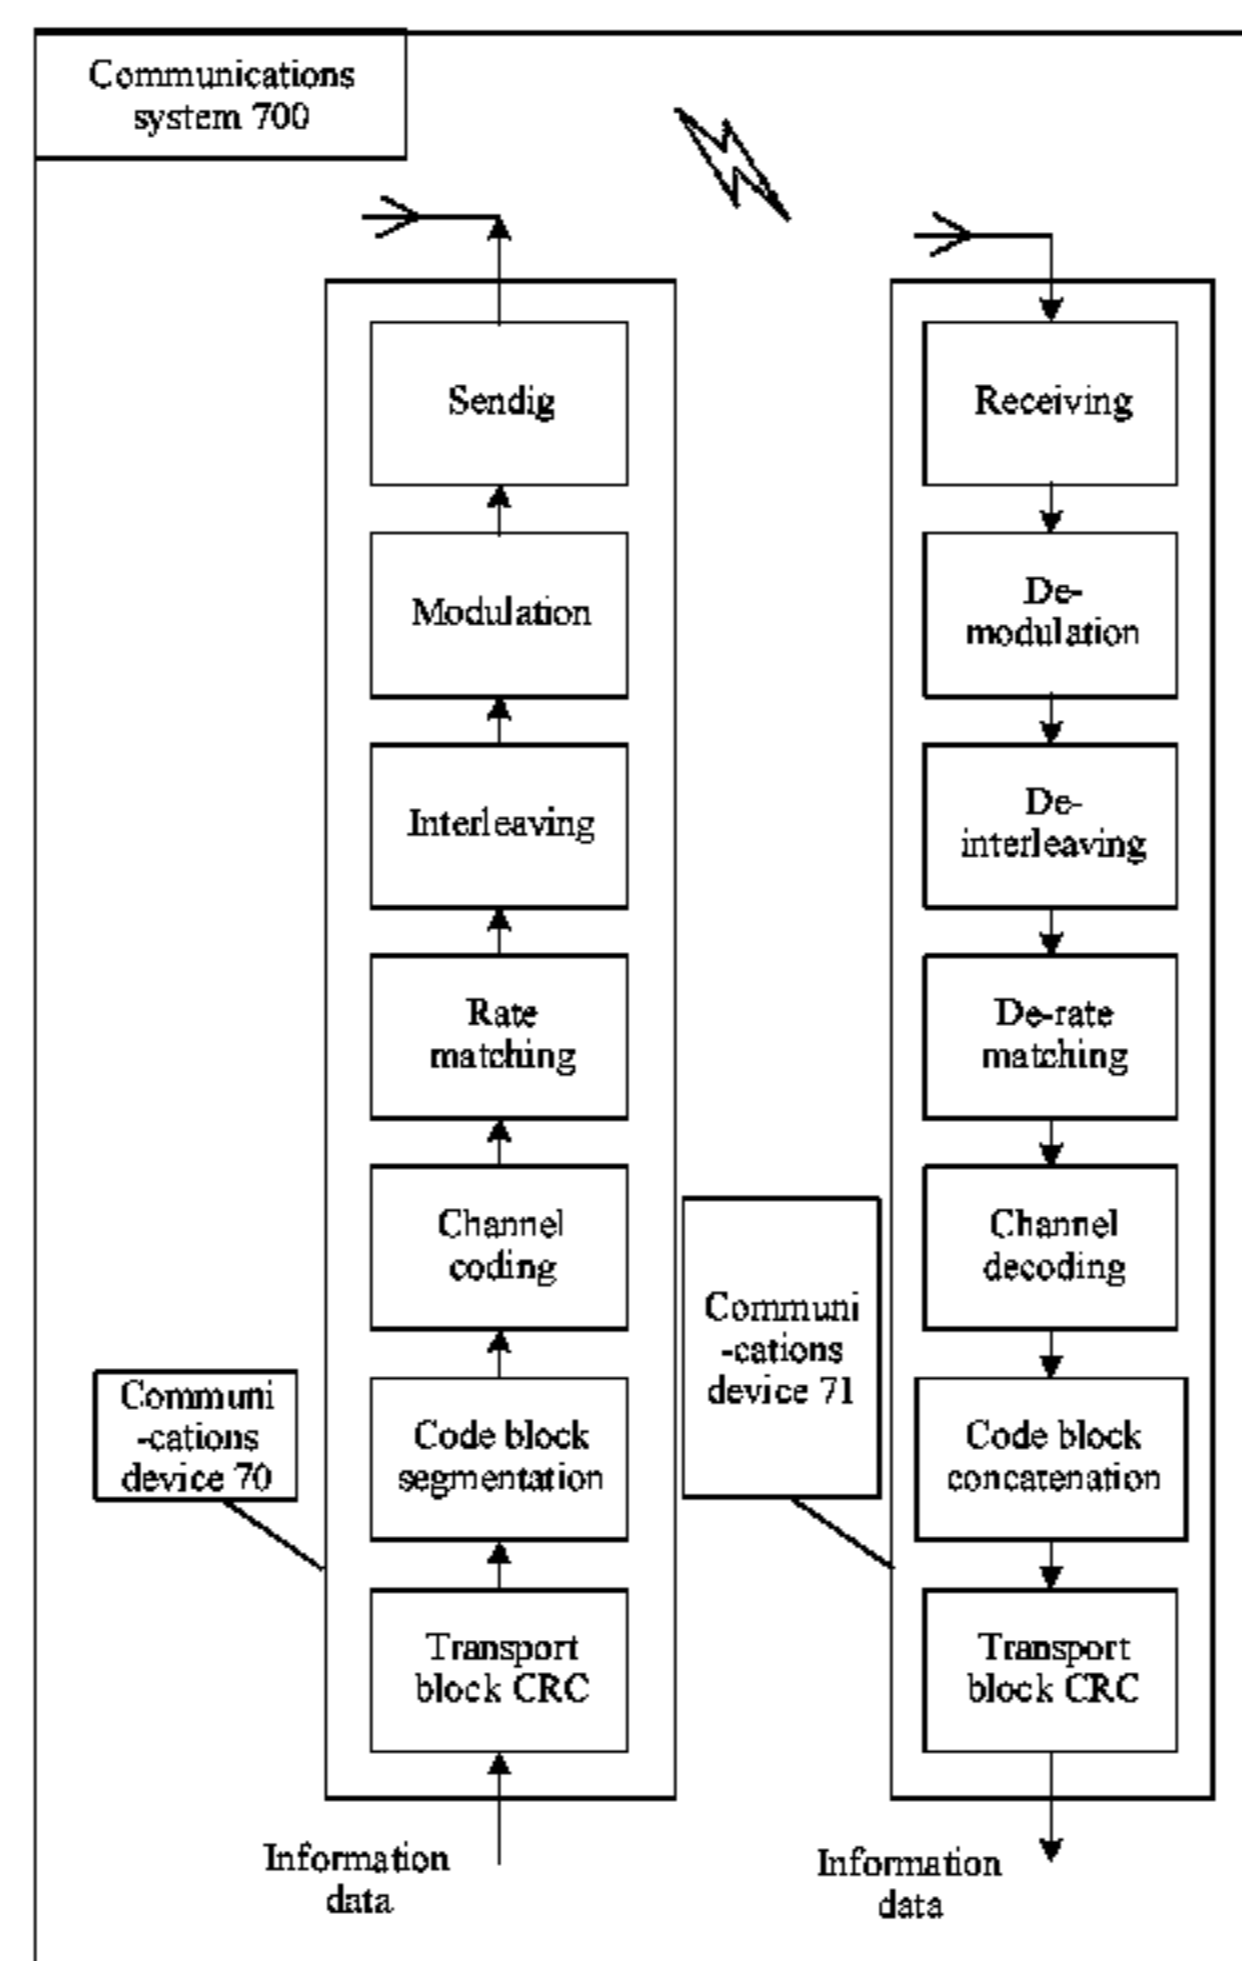 Communications
system 700
Sendig
Modulation
Interleaving
Rate
matching
Channel
coding
Communi
-cations
device 70
Code block
segmentation
Transport
block CRC
Information
data
Receiving
De-
modulation
De-
interleaving
De-rate
matching
Channel
decoding
Communi
-cations
device 71
Code block
concatenation
Transport
block CRC
Information
data